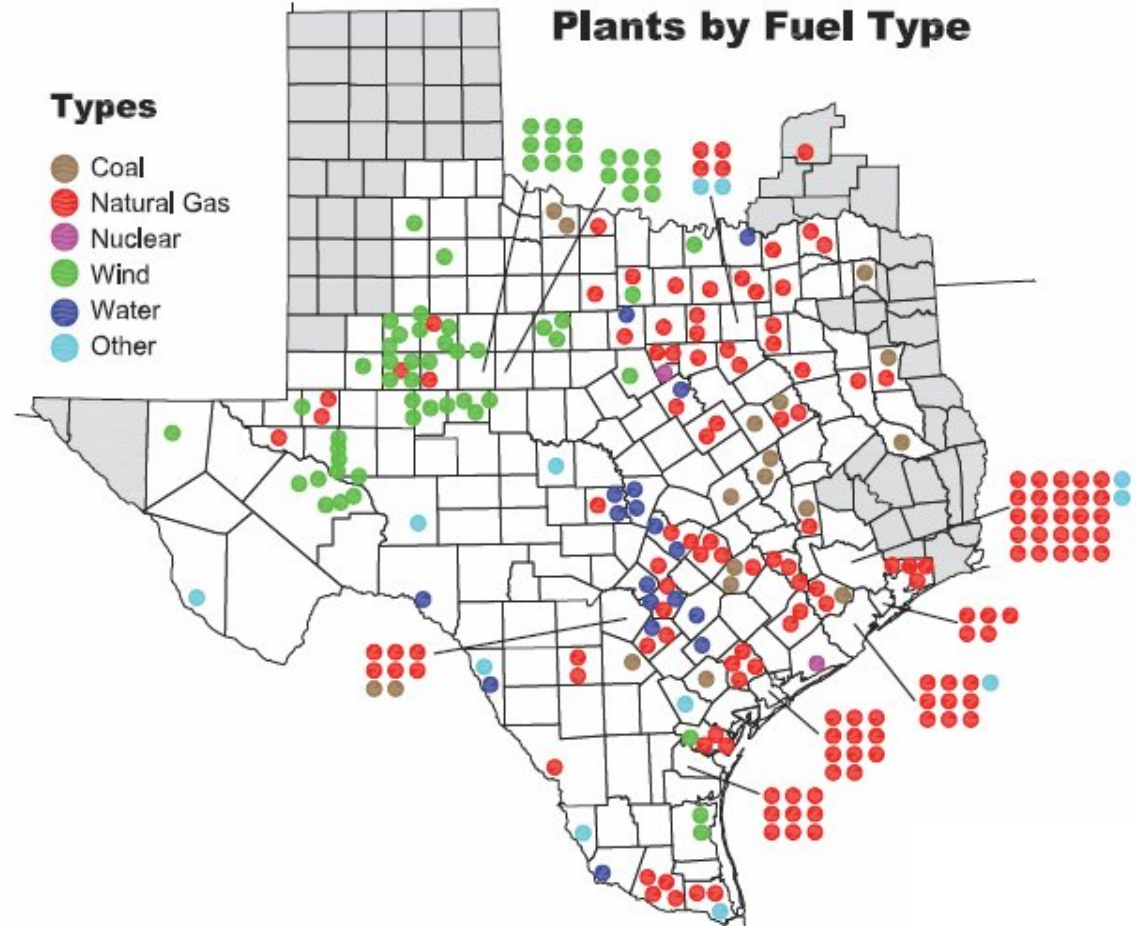 Plants by Fuel Type
Types
Coal
Natural Gas
Nuclear
Wind
Water
Other